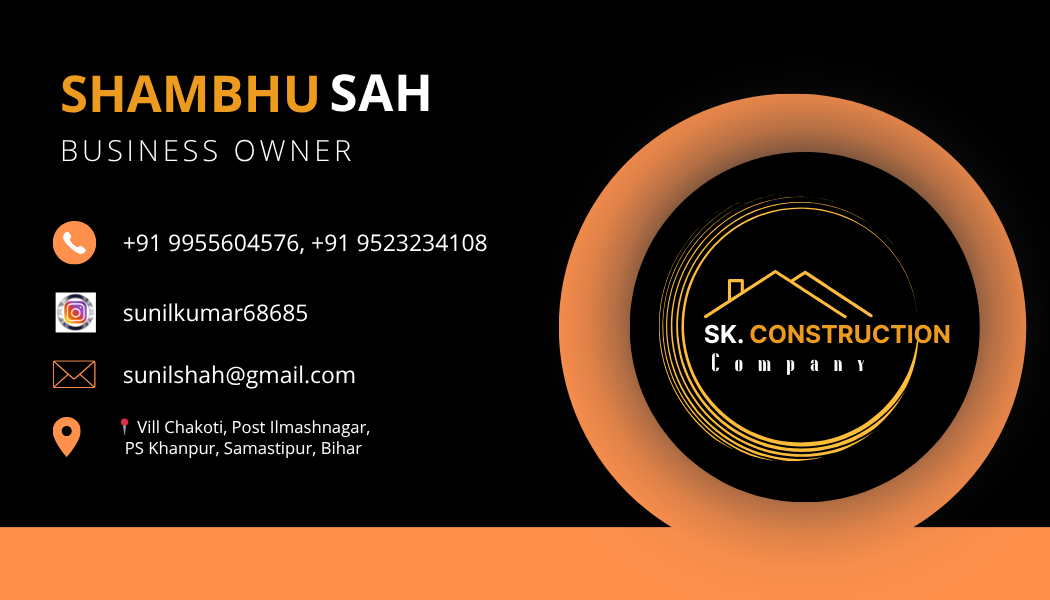 SHAMBHU SAH
BUSINESS OWNER
+91 9955604576, +91 9523234108
sunilkumar68685
sunilshah@gmail.com
📍 Vill Chakoti, Post Ilmashnagar,
PS Khanpur, Samastipur, Bihar
SK. CONSTRUCTION
Company